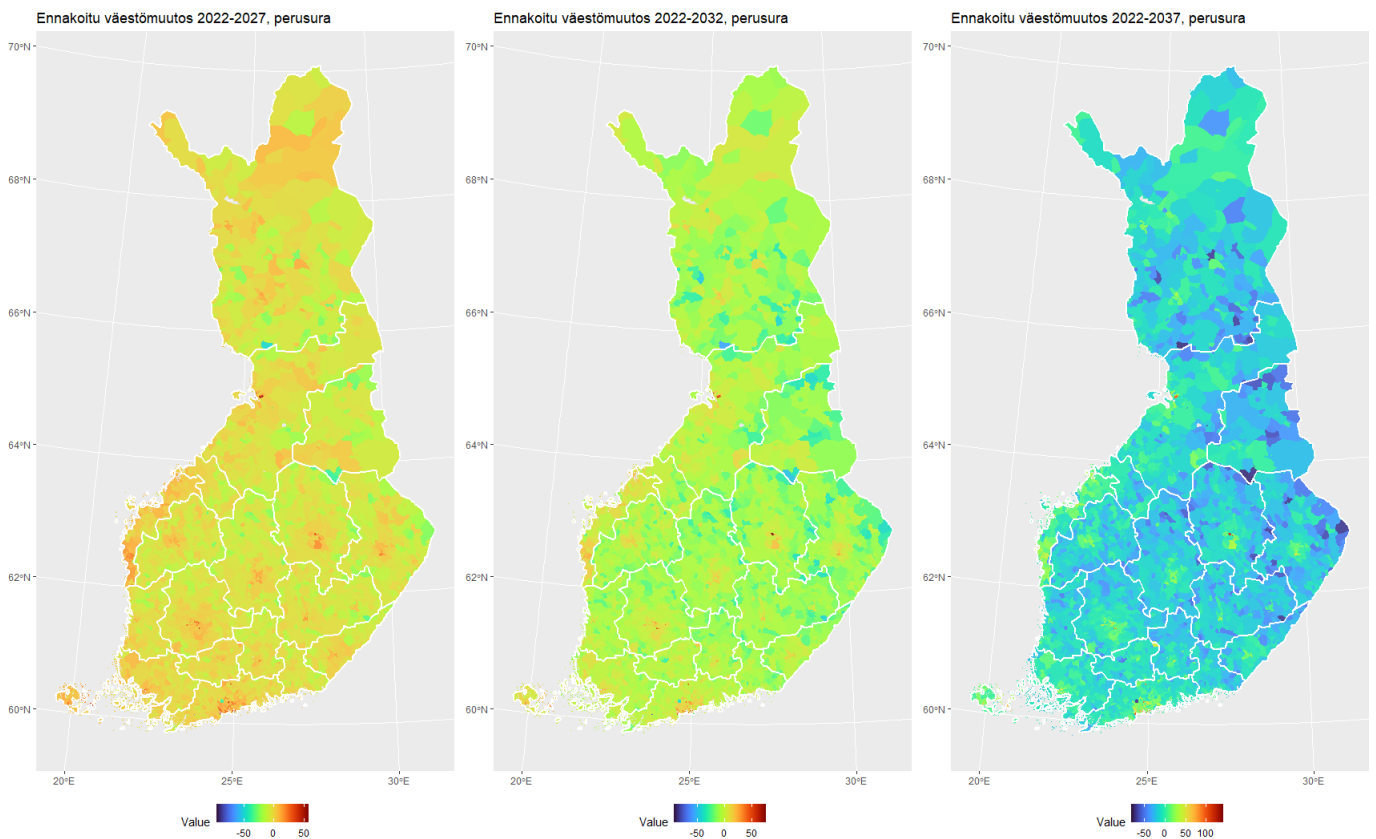 Ennakoitu väestömuutos 2022-2027, perusura
70°N
68°N
66°N
64°N
62°N
60°N
20°E
25°E
30°E
Value
-50
0
50
Ennakoitu väestömuutos 2022-2032, perusura
70°N
68°N
66°N
64°N
62°N
60°N
20°E
25°E
30°E
Value
-50
0
50
Ennakoitu väestömuutos 2022-2037, perusura
70°N
68°N
66°N
64°N
62°N
60°N
20°E
25°E
30°E
Value
-50
0
50
100